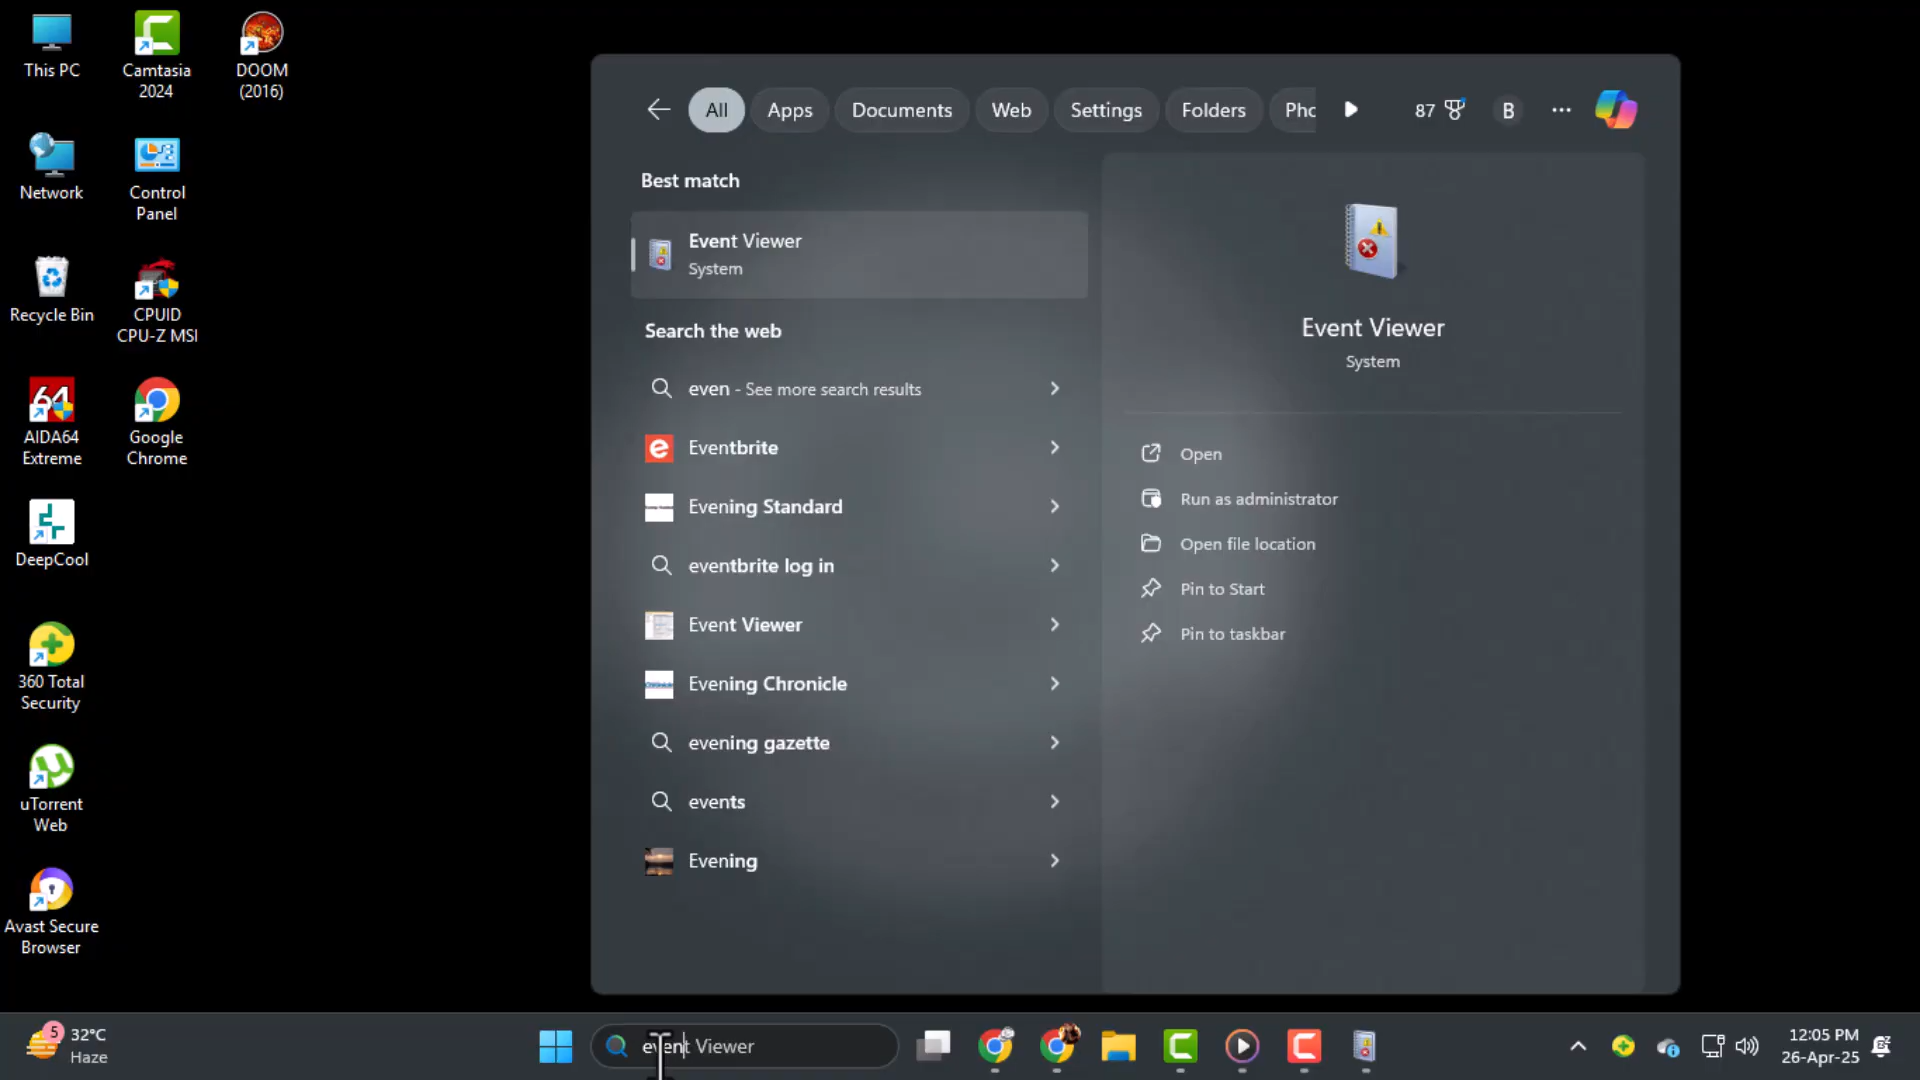 This PC
Camtasia
2024
DOOM
(2016)
Network
Control
Panel
Recycle Bin
CPUID
CPU-Z MSI
64
AIDA64
Extreme
Google
Chrome
DeepCool
360 Total
Security
uTorrent
Web
Avast Secure
Browser
All
Apps
Documents
Web
Settings
Folders
Pho
87
B
Best match
Event Viewer
System
Search the web
even - See more search results
Eventbrite
Evening Standard
eventbrite log in
Event Viewer
Evening Chronicle
evening gazette
events
Evening
Event Viewer
System
Open
Run as administrator
Open file location
Pin to Start
Pin to taskbar
5
32°C
Haze
event Viewer
12:05 PM
26-Apr-25